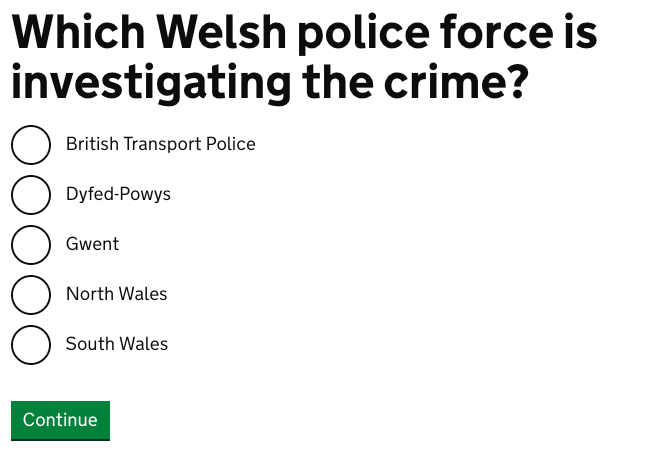 Which Welsh police force is
investigating the crime?
British Transport Police
Dyfed-Powys
Gwent
North Wales
South Wales
Continue